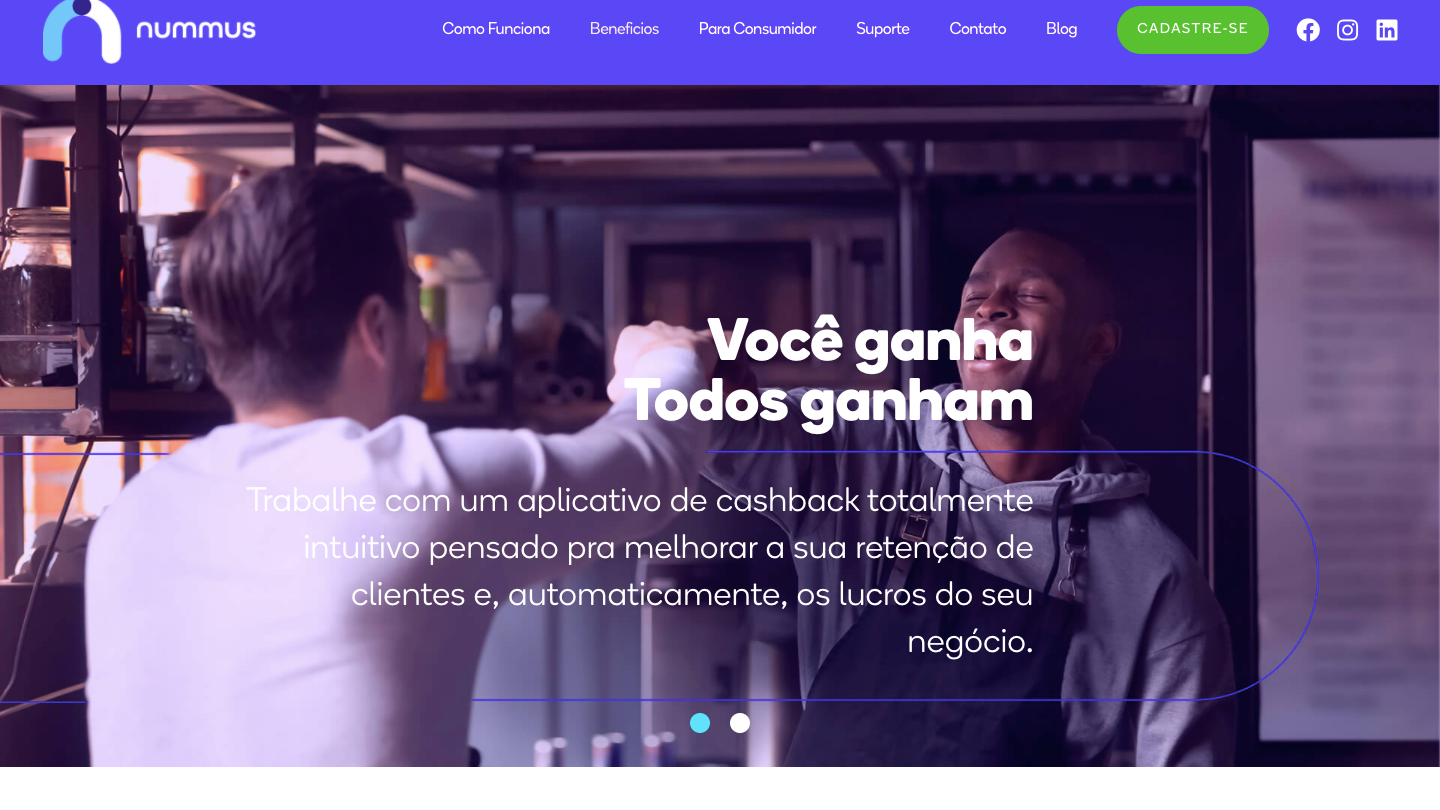 nummus
Como Funciona
Benefícios
Para Consumidor
Suporte
Contato
Blog
CADASTRE-SE
Você ganha
Todos ganham
Trabalhe com um aplicativo de cashback totalmente
intuitivo pensado pra melhorar a sua retenção de
clientes e, automaticamente, os lucros do seu
negócio.